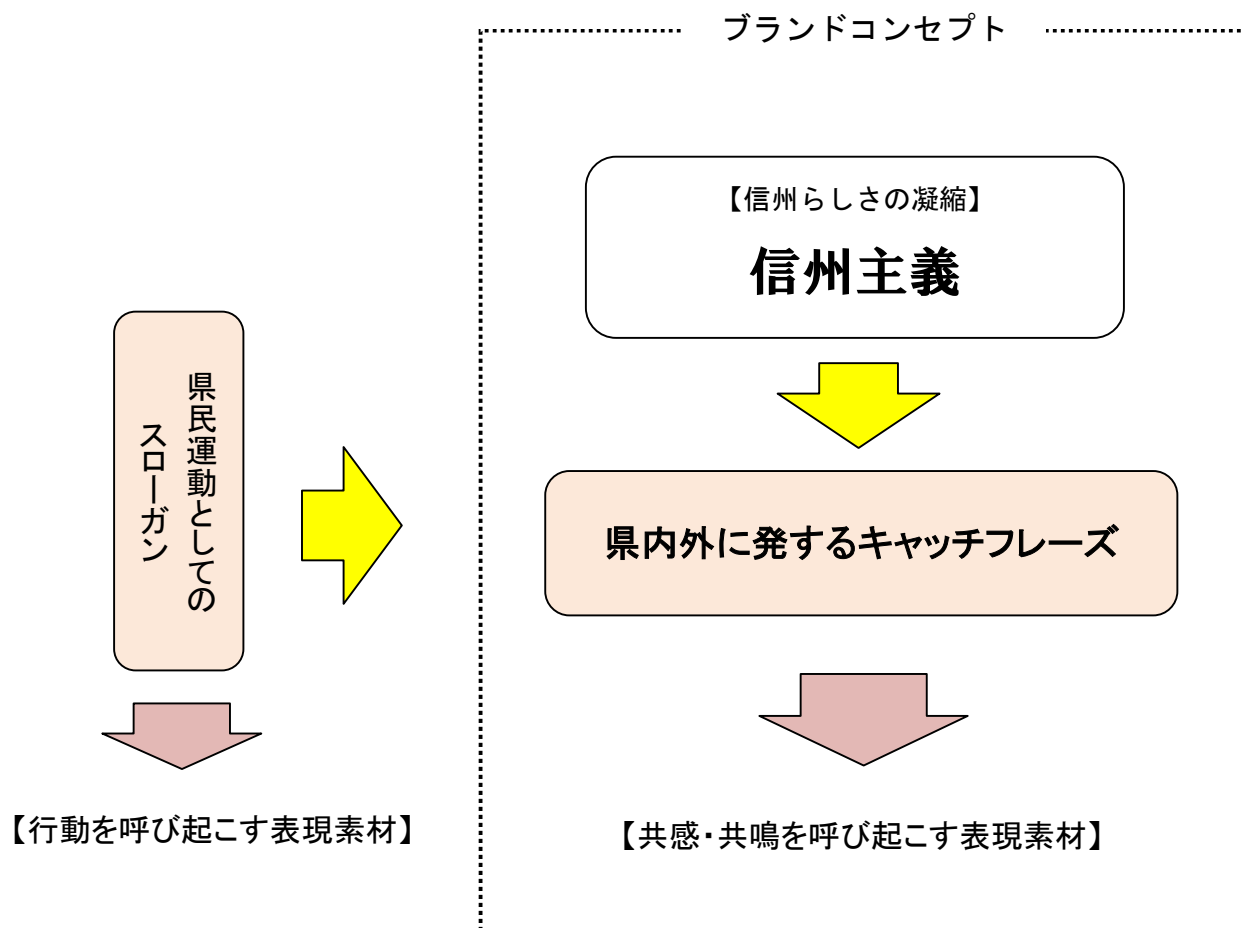 ブランドコンセプト
【信州らしさの凝縮】
信州主義
県民運動としての
スローガン
県内外に発するキャッチフレーズ
【行動を呼び起こす表現素材】
【共感・共鳴を呼び起こす表現素材】